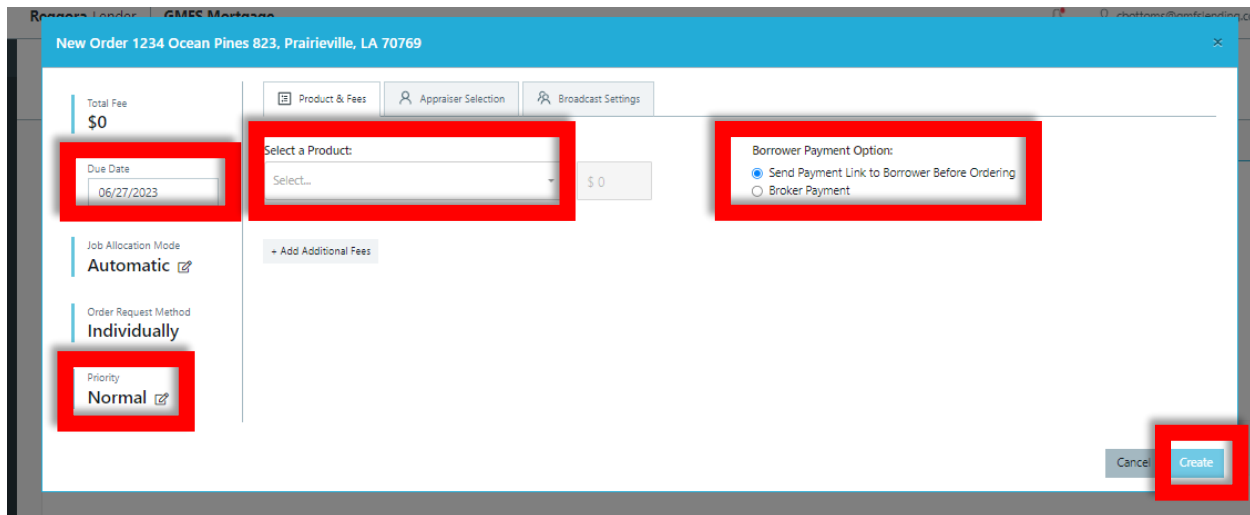 Reggora Lender GMFS Mortgage cbottoms@gmfslending.c
New Order 1234 Ocean Pines 823, Prairieville, LA 70769 ×
Total Fee
$0
Due Date
06/27/2023
Job Allocation Mode
Automatic
Order Request Method
Individually
Priority
Normal
Product & Fees Appraiser Selection Broadcast Settings
Select a Product:
Select... $ 0
+ Add Additional Fees
Borrower Payment Option:
Send Payment Link to Borrower Before Ordering
Broker Payment
Cancel Create